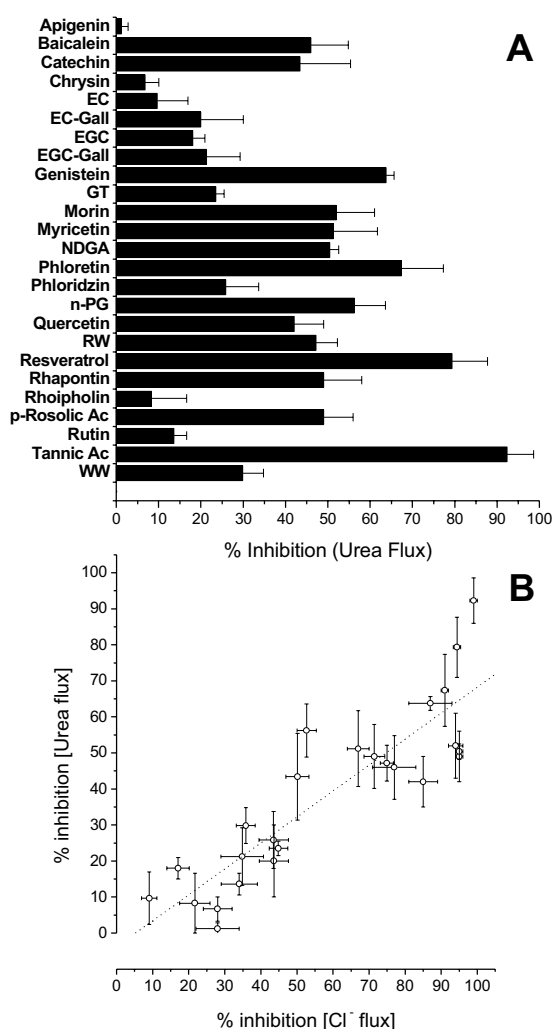 A
Apigenin
Baicalein
Catechin
Chrysin
EC
EC-Gall
EGC
EGC-Gall
Genistein
GT
Morin
Myricetin
NDGA
Phloretin
Phloridzin
n-PG
Quercetin
RW
Resveratrol
Rhapontin
Rhoipholin
p-Rosolic Ac
Rutin
Tannic Ac
WW
0 10 20 30 40 50 60 70 80 90 100
% Inhibition (Urea Flux)
B
100
90
80
70
60
50
40
30
20
10
0
% inhibition [Urea flux]
0 10 20 30 40 50 60 70 80 90 100
% inhibition [Cl⁻ flux]